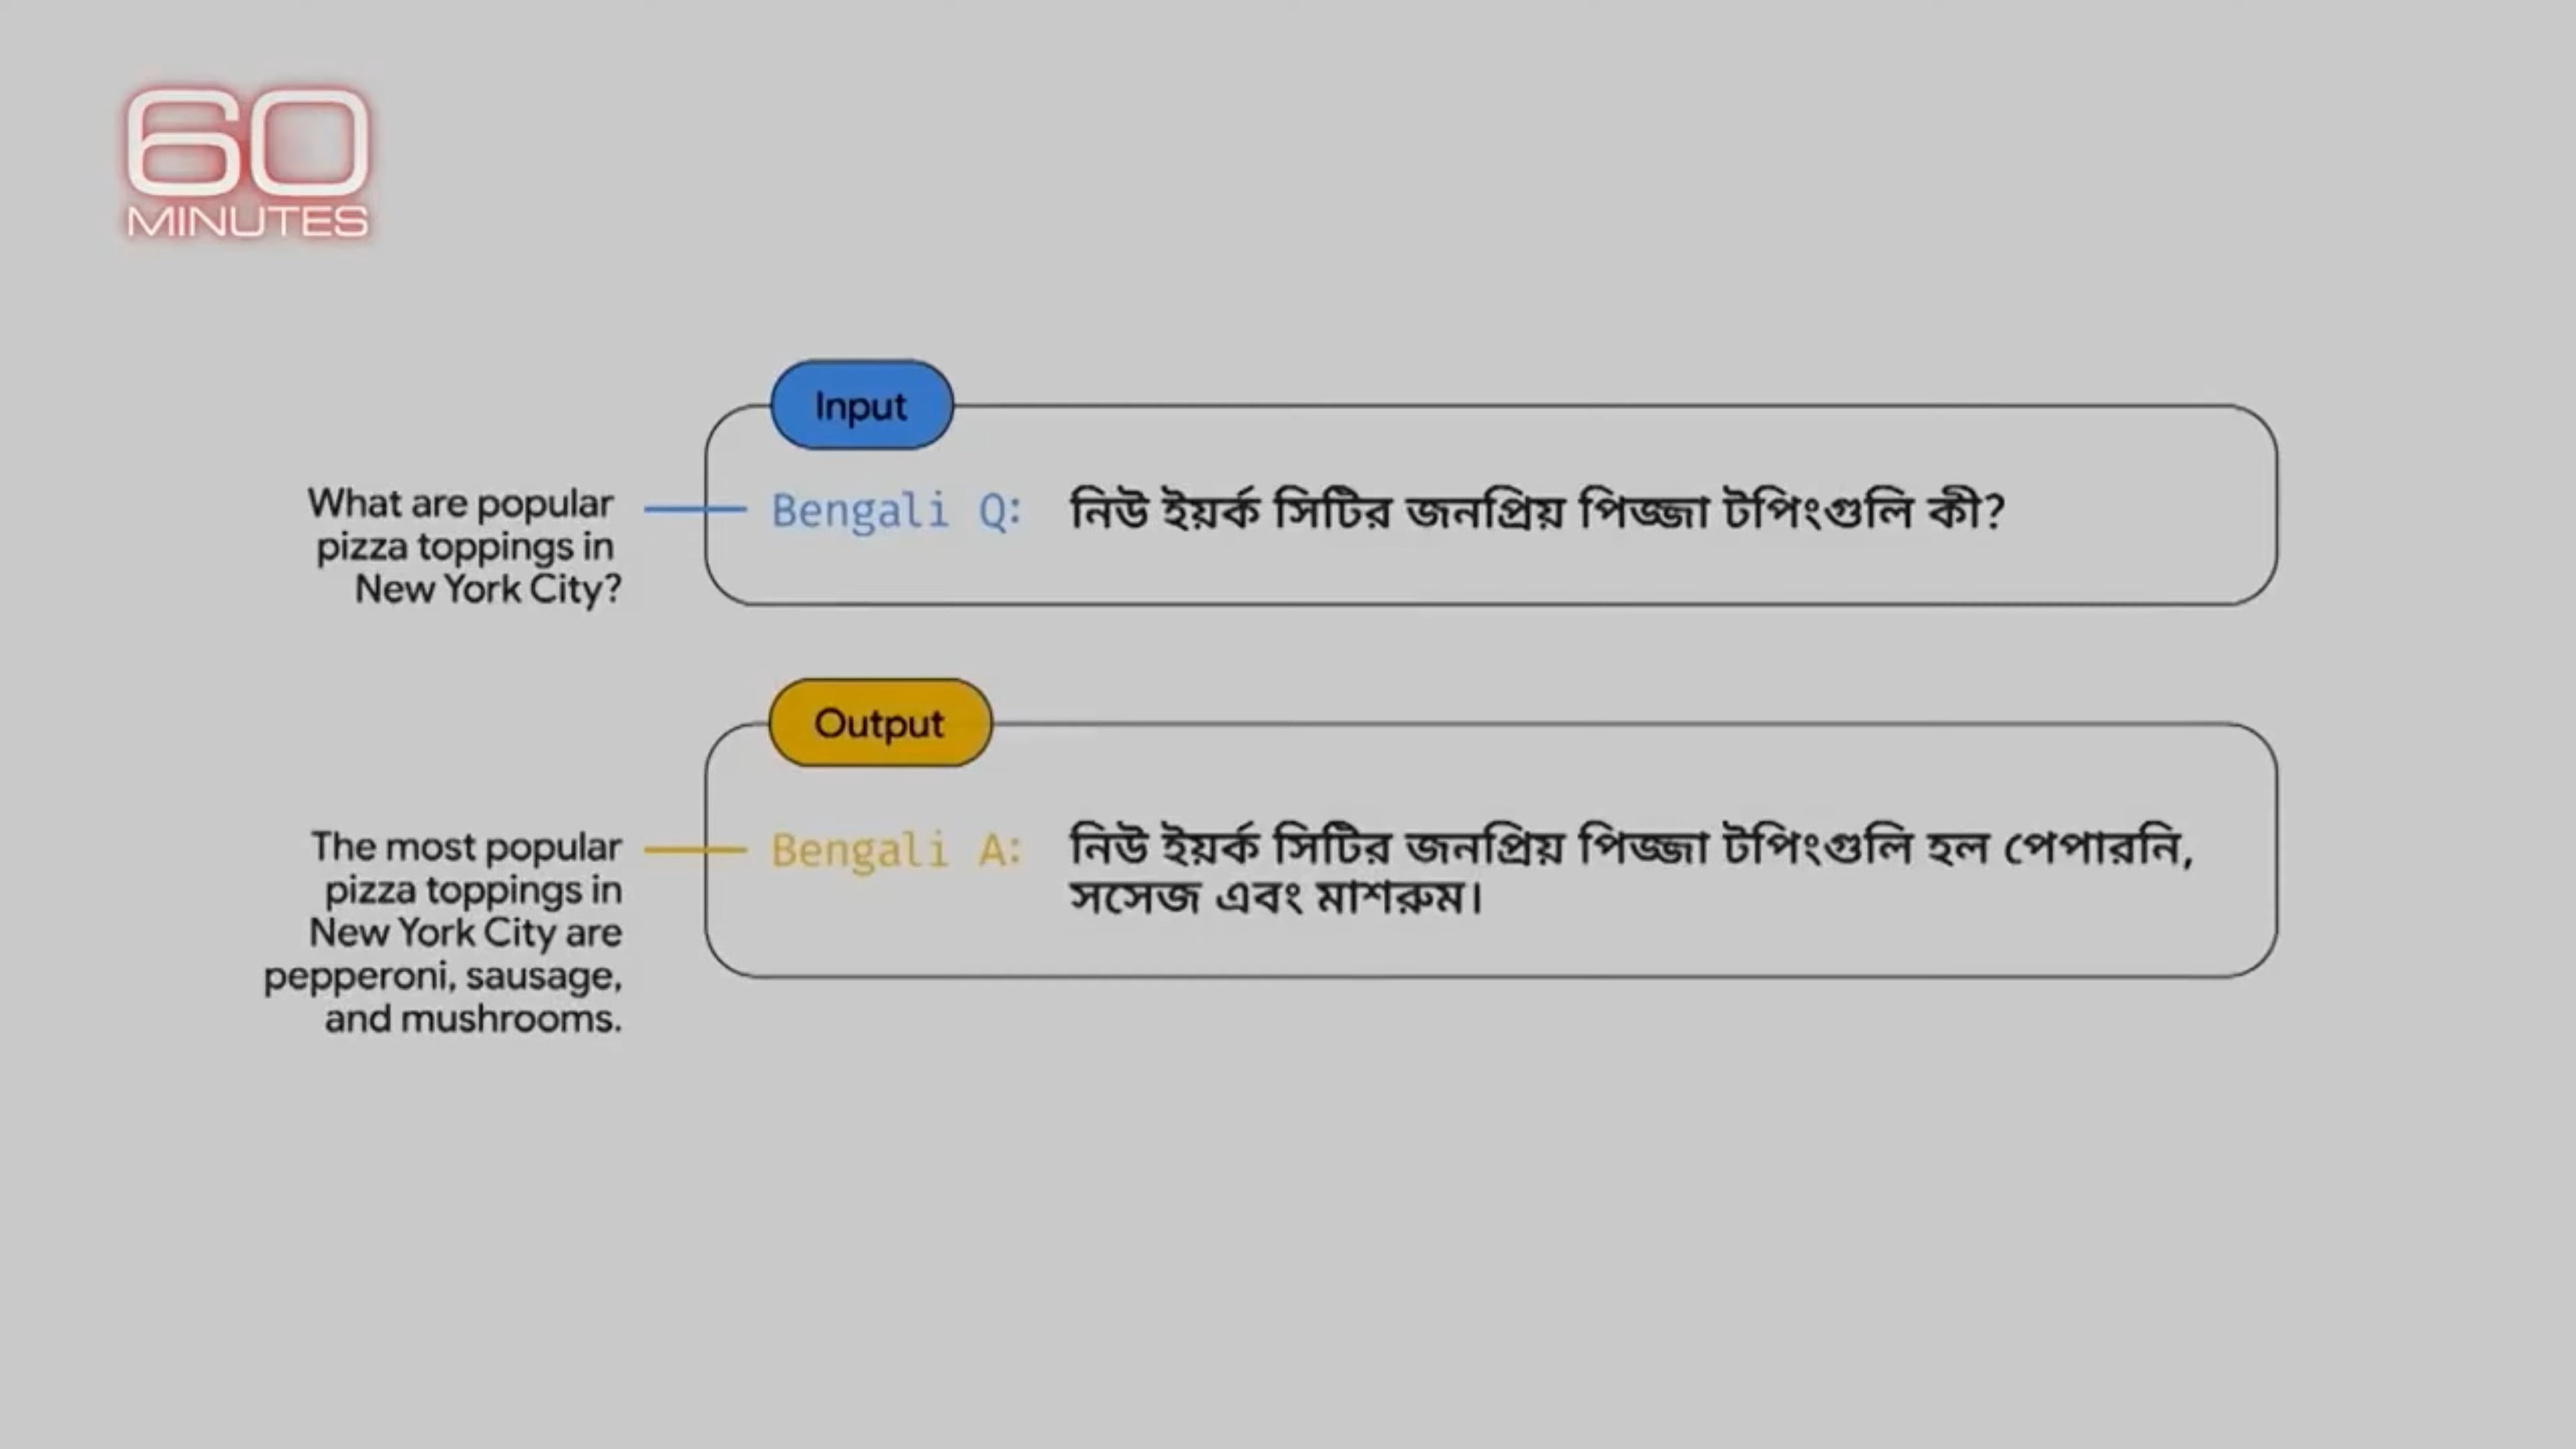 60
MINUTES
Input
What are popular
pizza toppings in
New York City?
Bengali Q: নিউ ইয়র্ক সিটির জনপ্রিয় পিজ্জা টপিংগুলি কী?
Output
The most popular
pizza toppings in
New York City are
pepperoni, sausage,
and mushrooms.
Bengali A: নিউ ইয়র্ক সিটির জনপ্রিয় পিজ্জা টপিংগুলি হল পেপারনি,
সসেজ এবং মাশরুম।